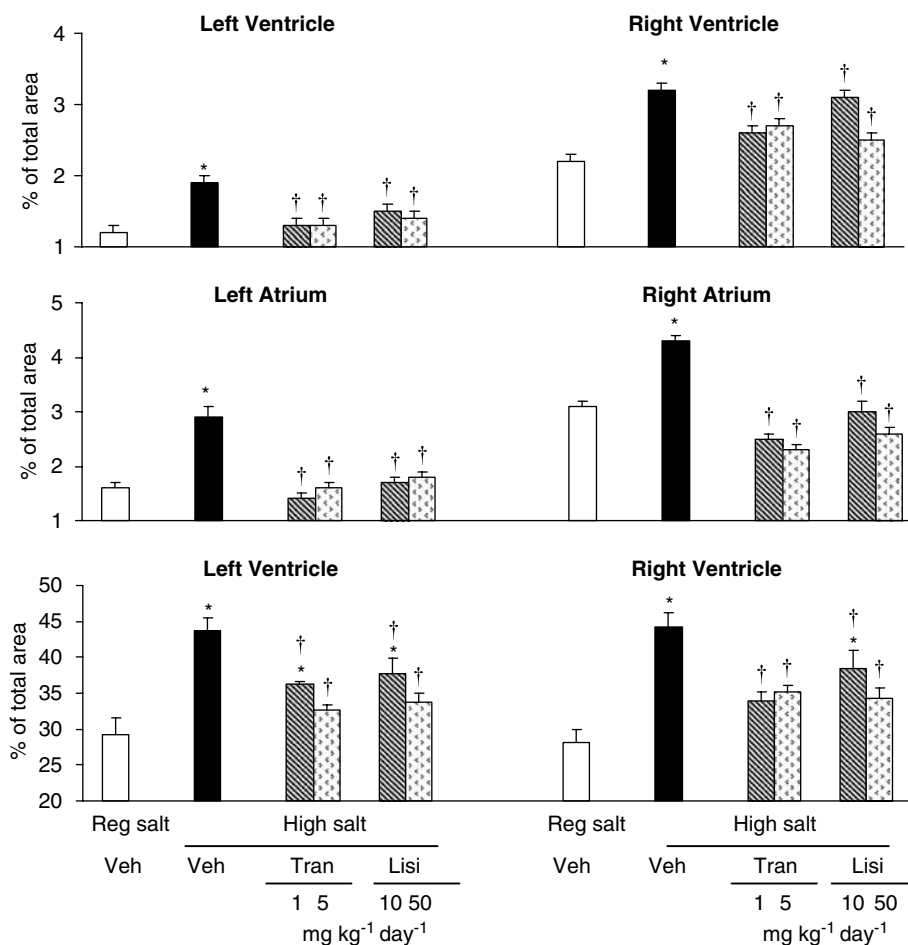 Left Ventricle Right Ventricle
4
3
2
1
% of total area
* † † † †
* † † † †
Left Atrium Right Atrium
5
4
3
2
1
% of total area
* † † † †
* † † † †
Left Ventricle Right Ventricle
50
45
40
35
30
25
20
% of total area
* † * † † * †
* † † † * †
Reg salt High salt Reg salt High salt
Veh Veh Tran Lisi Veh Veh Tran Lisi
1 5 10 50 1 5 10 50
mg kg⁻¹ day⁻¹ mg kg⁻¹ day⁻¹